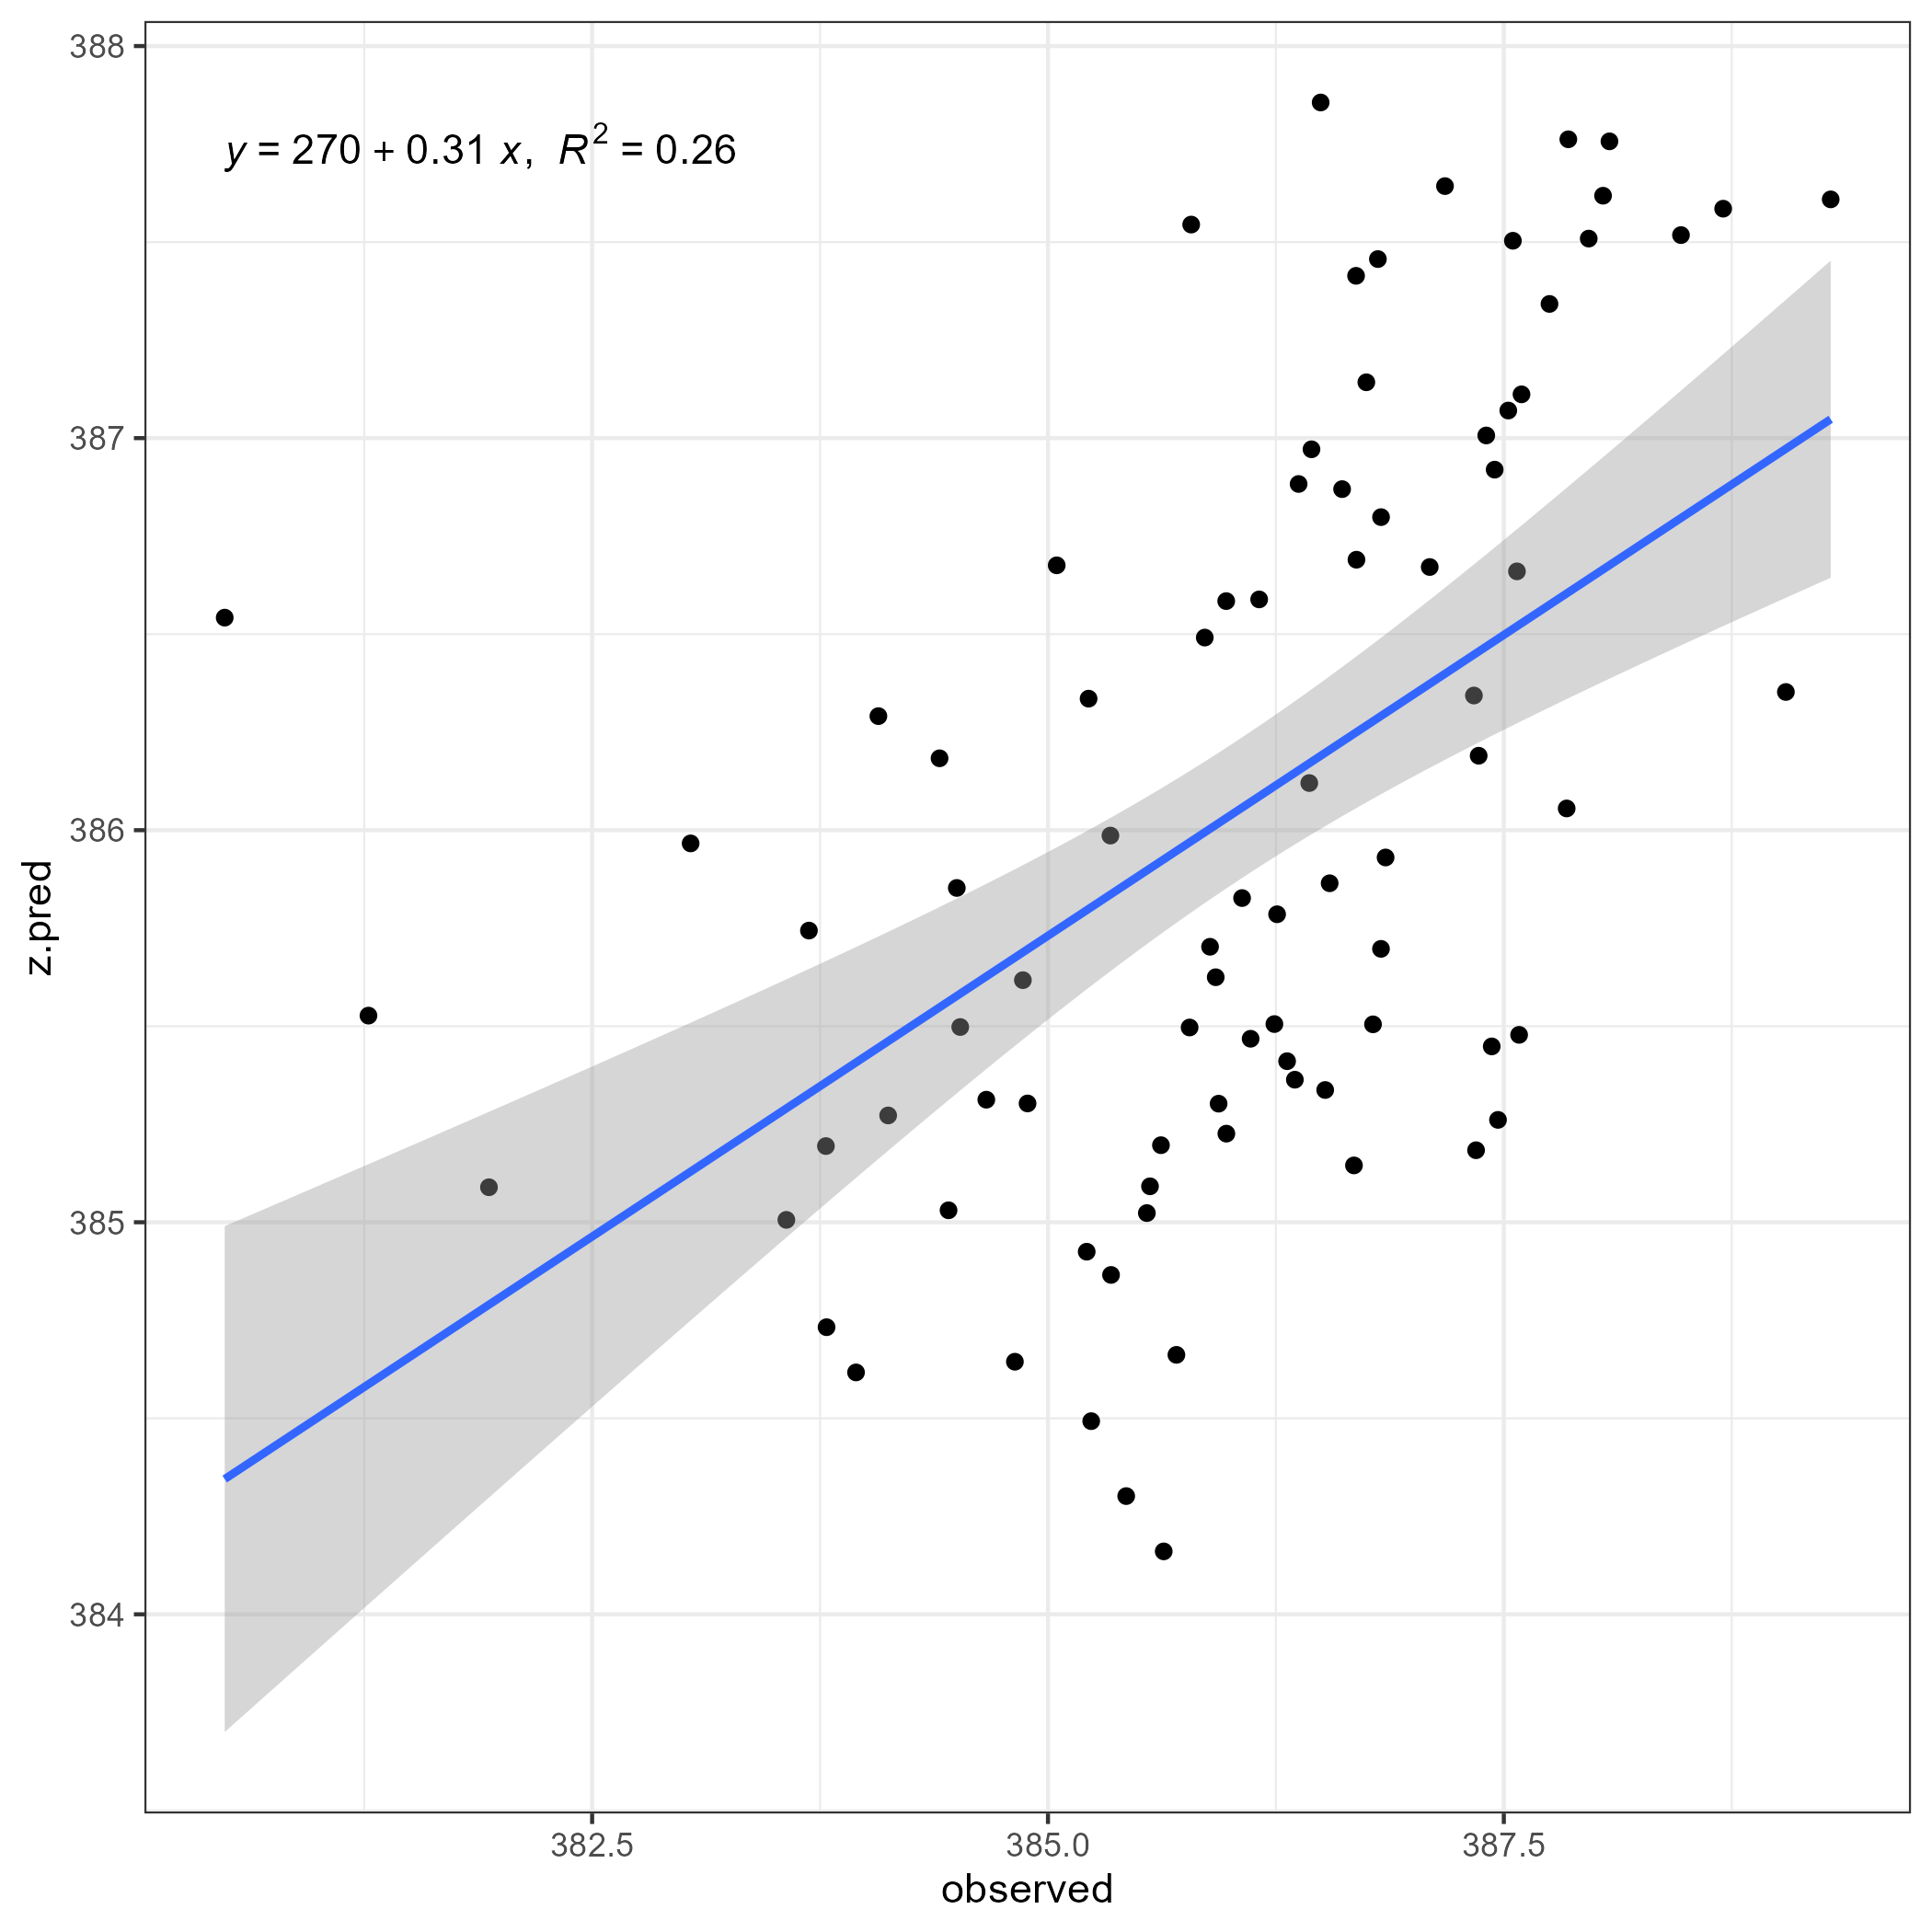 y = 270 + 0.31 x, R² = 0.26
388
387
386
385
384
z.pred
382.5 385.0 387.5
observed